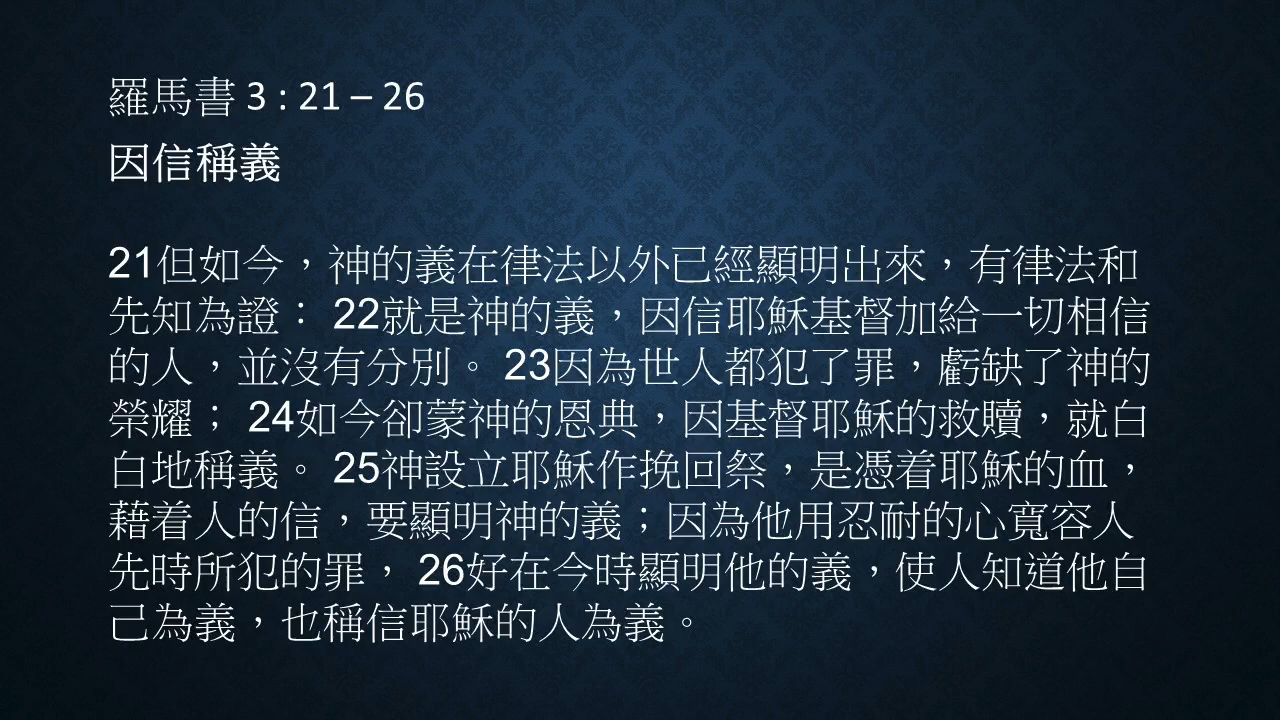 羅馬書 3 : 21 – 26
因信稱義
21但如今，神的義在律法以外已經顯明出來，有律法和
先知為證： 22就是神的義，因信耶穌基督加給一切相信
的人，並沒有分別。 23因為世人都犯了罪，虧缺了神的
榮耀； 24如今卻蒙神的恩典，因基督耶穌的救贖，就白
白地稱義。 25神設立耶穌作挽回祭，是憑着耶穌的血，
藉着人的信，要顯明神的義；因為他用忍耐的心寬容人
先時所犯的罪， 26好在今時顯明他的義，使人知道他自
己為義，也稱信耶穌的人為義。